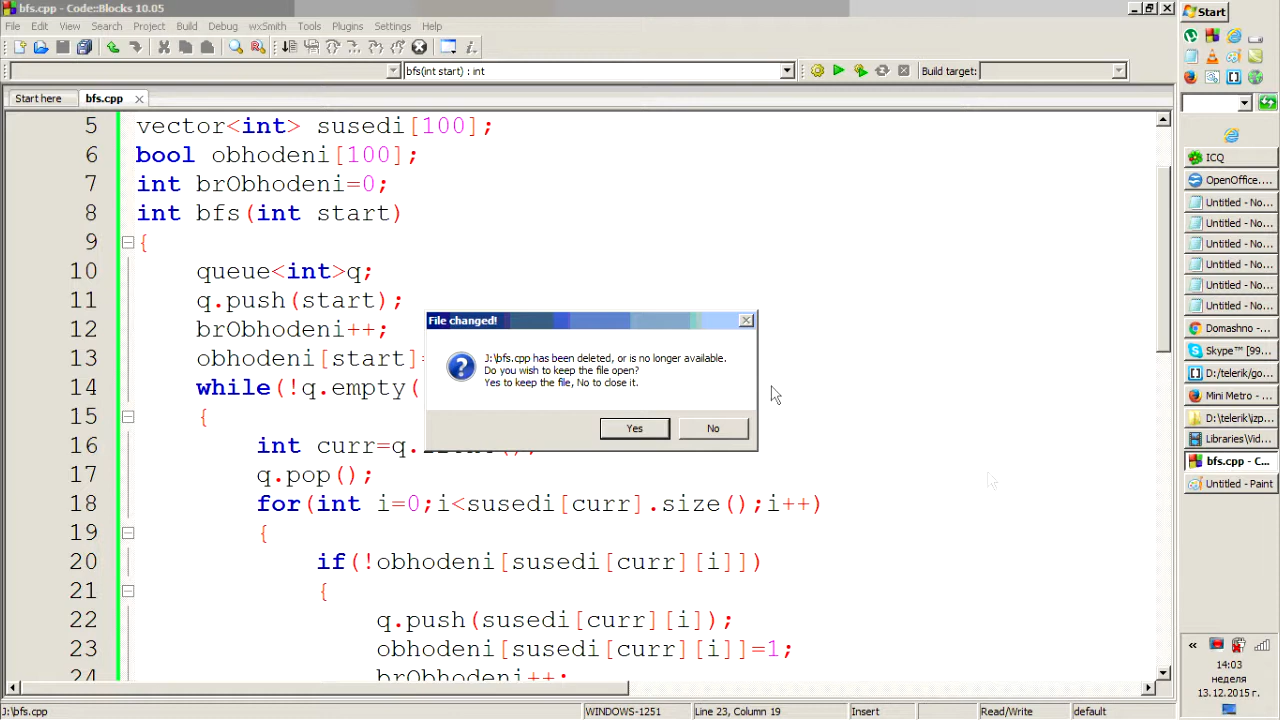 bfs.cpp - Code::Blocks 10.05
File Edit View Search Project Build Debug wxSmith Tools Plugins Settings Help
bfs(int start) : int
Build target:
Start here
bfs.cpp
5 vector<int> susedi[100];
6 bool obhodeni[100];
7 int brObhodeni=0;
8 int bfs(int start)
9 {
10 queue<int>q;
11 q.push(start);
12 brObhodeni++;
13 obhodeni[start]=
14 while(!q.empty(
15 {
16 int curr=q.
17 q.pop();
18 for(int i=0;i<susedi[curr].size();i++)
19 {
20 if(!obhodeni[susedi[curr][i]])
21 {
22 q.push(susedi[curr][i]);
23 obhodeni[susedi[curr][i]]=1;
24 brObhodeni++;
File changed!
J:\bfs.cpp has been deleted, or is no longer available.
Do you wish to keep the file open?
Yes to keep the file, No to close it.
Yes
No
J:\bfs.cpp
WINDOWS-1251
Line 23, Column 19
Insert
Read/Write
default
Start
ICQ
OpenOffice....
Untitled - No...
Untitled - No...
Untitled - No...
Untitled - No...
Untitled - No...
Untitled - No...
Domashno - ...
Skype™ [99...
D:/telerik/go...
Mini Metro - ...
D:\telerik\izp...
Libraries\Vid...
bfs.cpp - C...
Untitled - Paint
14:03
неделя
13.12.2015 г.